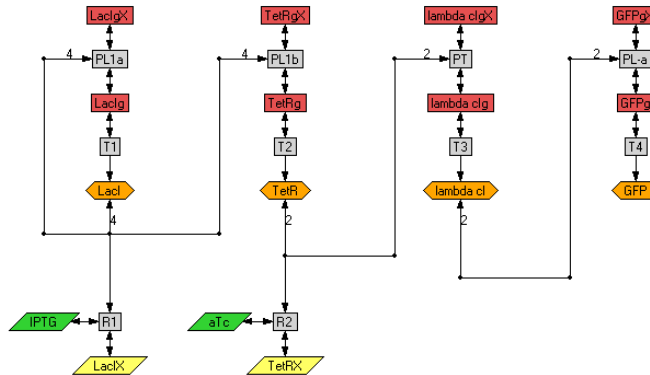 LacIgX TetRgX lambda cIgX GFPgX
4 PL1a 4 PL1b 2 PT 2 PL-a
LacIg TetRg lambda cIg GFPg
T1 T2 T3 T4
LacI TetR lambda cI GFP
4 2 2
IPTG R1 aTc R2
LacIX TetRX